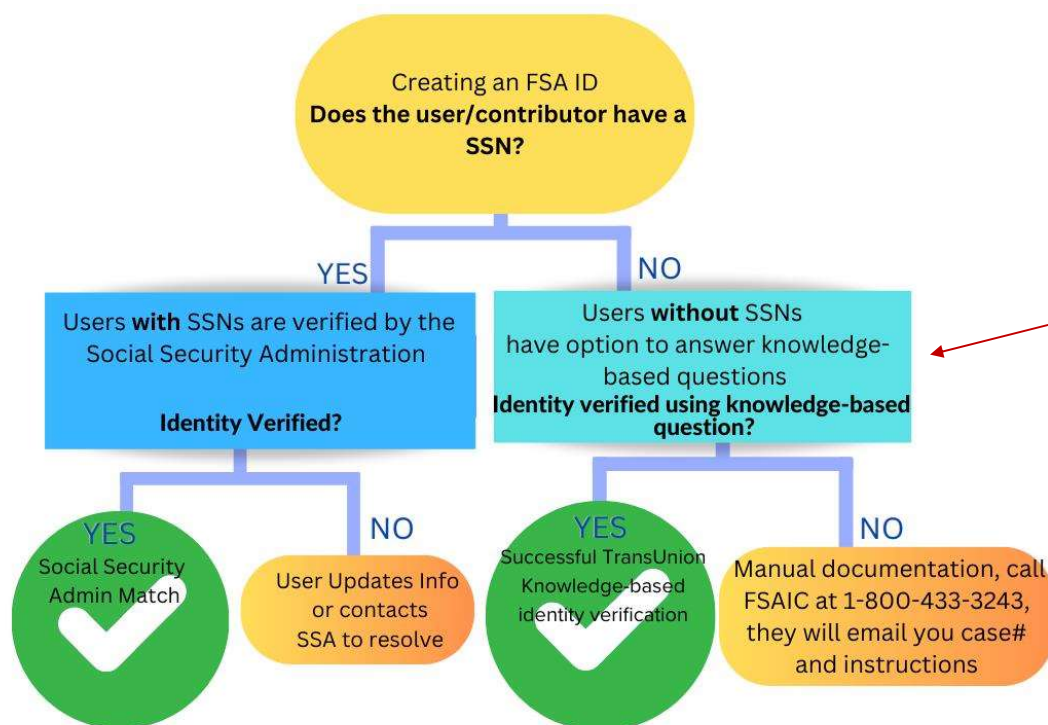 Creating an FSA ID
Does the user/contributor have a
SSN?
YES
NO
Users with SSNs are verified by the
Social Security Administration
Identity Verified?
Users without SSNs
have option to answer knowledge-
based questions
Identity verified using knowledge-based
question?
YES
Social Security
Admin Match
NO
User Updates Info
or contacts
SSA to resolve
YES
Successful TransUnion
Knowledge-based
identity verification
NO
Manual documentation, call
FSAIC at 1-800-433-3243,
they will email you case#
and instructions